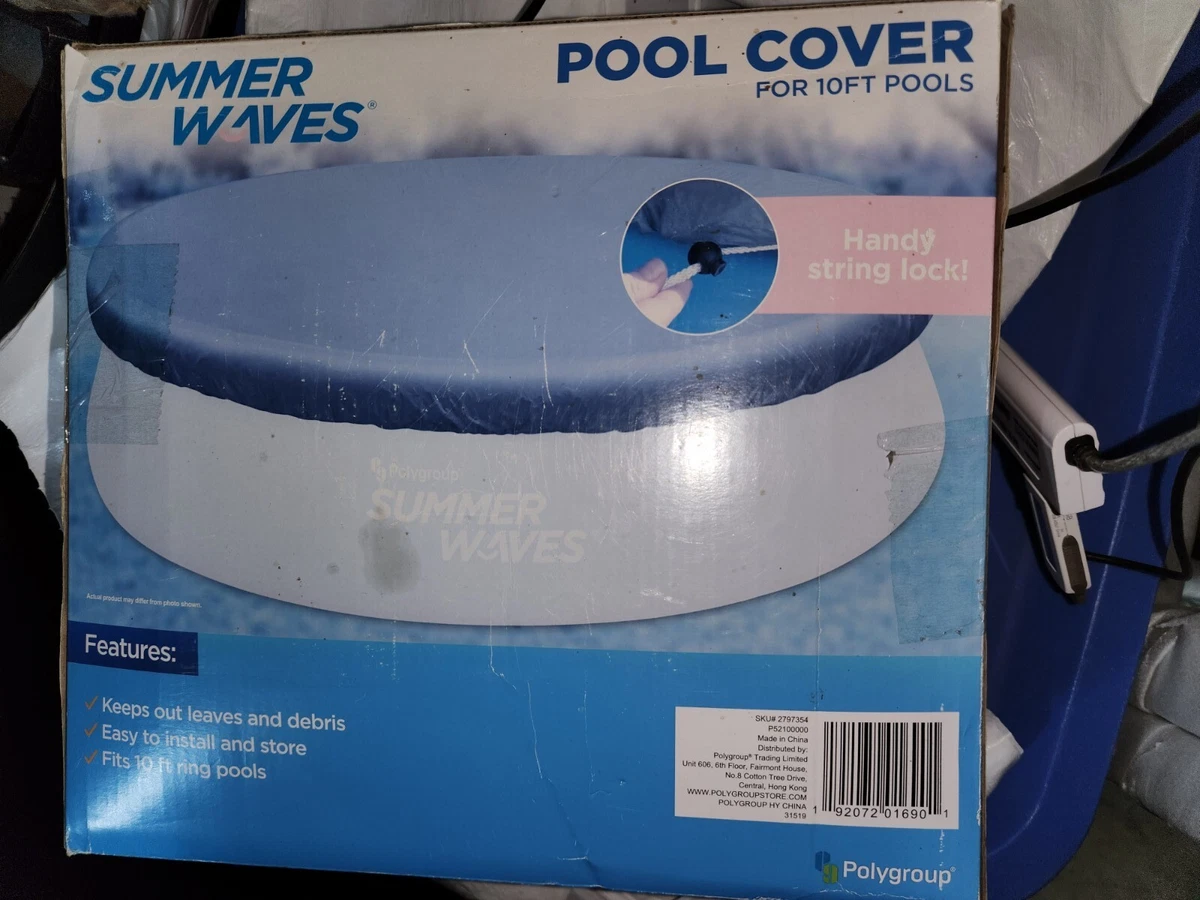 SUMMER
WAVES®
POOL COVER
FOR 10FT POOLS
Handy
string lock!
Polygroup
SUMMER
WAVES
Actual product may differ from photo shown.
Features:
✓ Keeps out leaves and debris
✓ Easy to install and store
✓ Fits 10 ft ring pools
SKU# 2797354
P52100000
Made in China
Distributed by:
Polygroup® Trading Limited
Unit 606, 6th Floor, Fairmont House,
No.8 Cotton Tree Drive,
Central, Hong Kong
WWW.POLYGROUPSTORE.COM
POLYGROUP HY CHINA
31519
1 92072 01690 1
Polygroup®